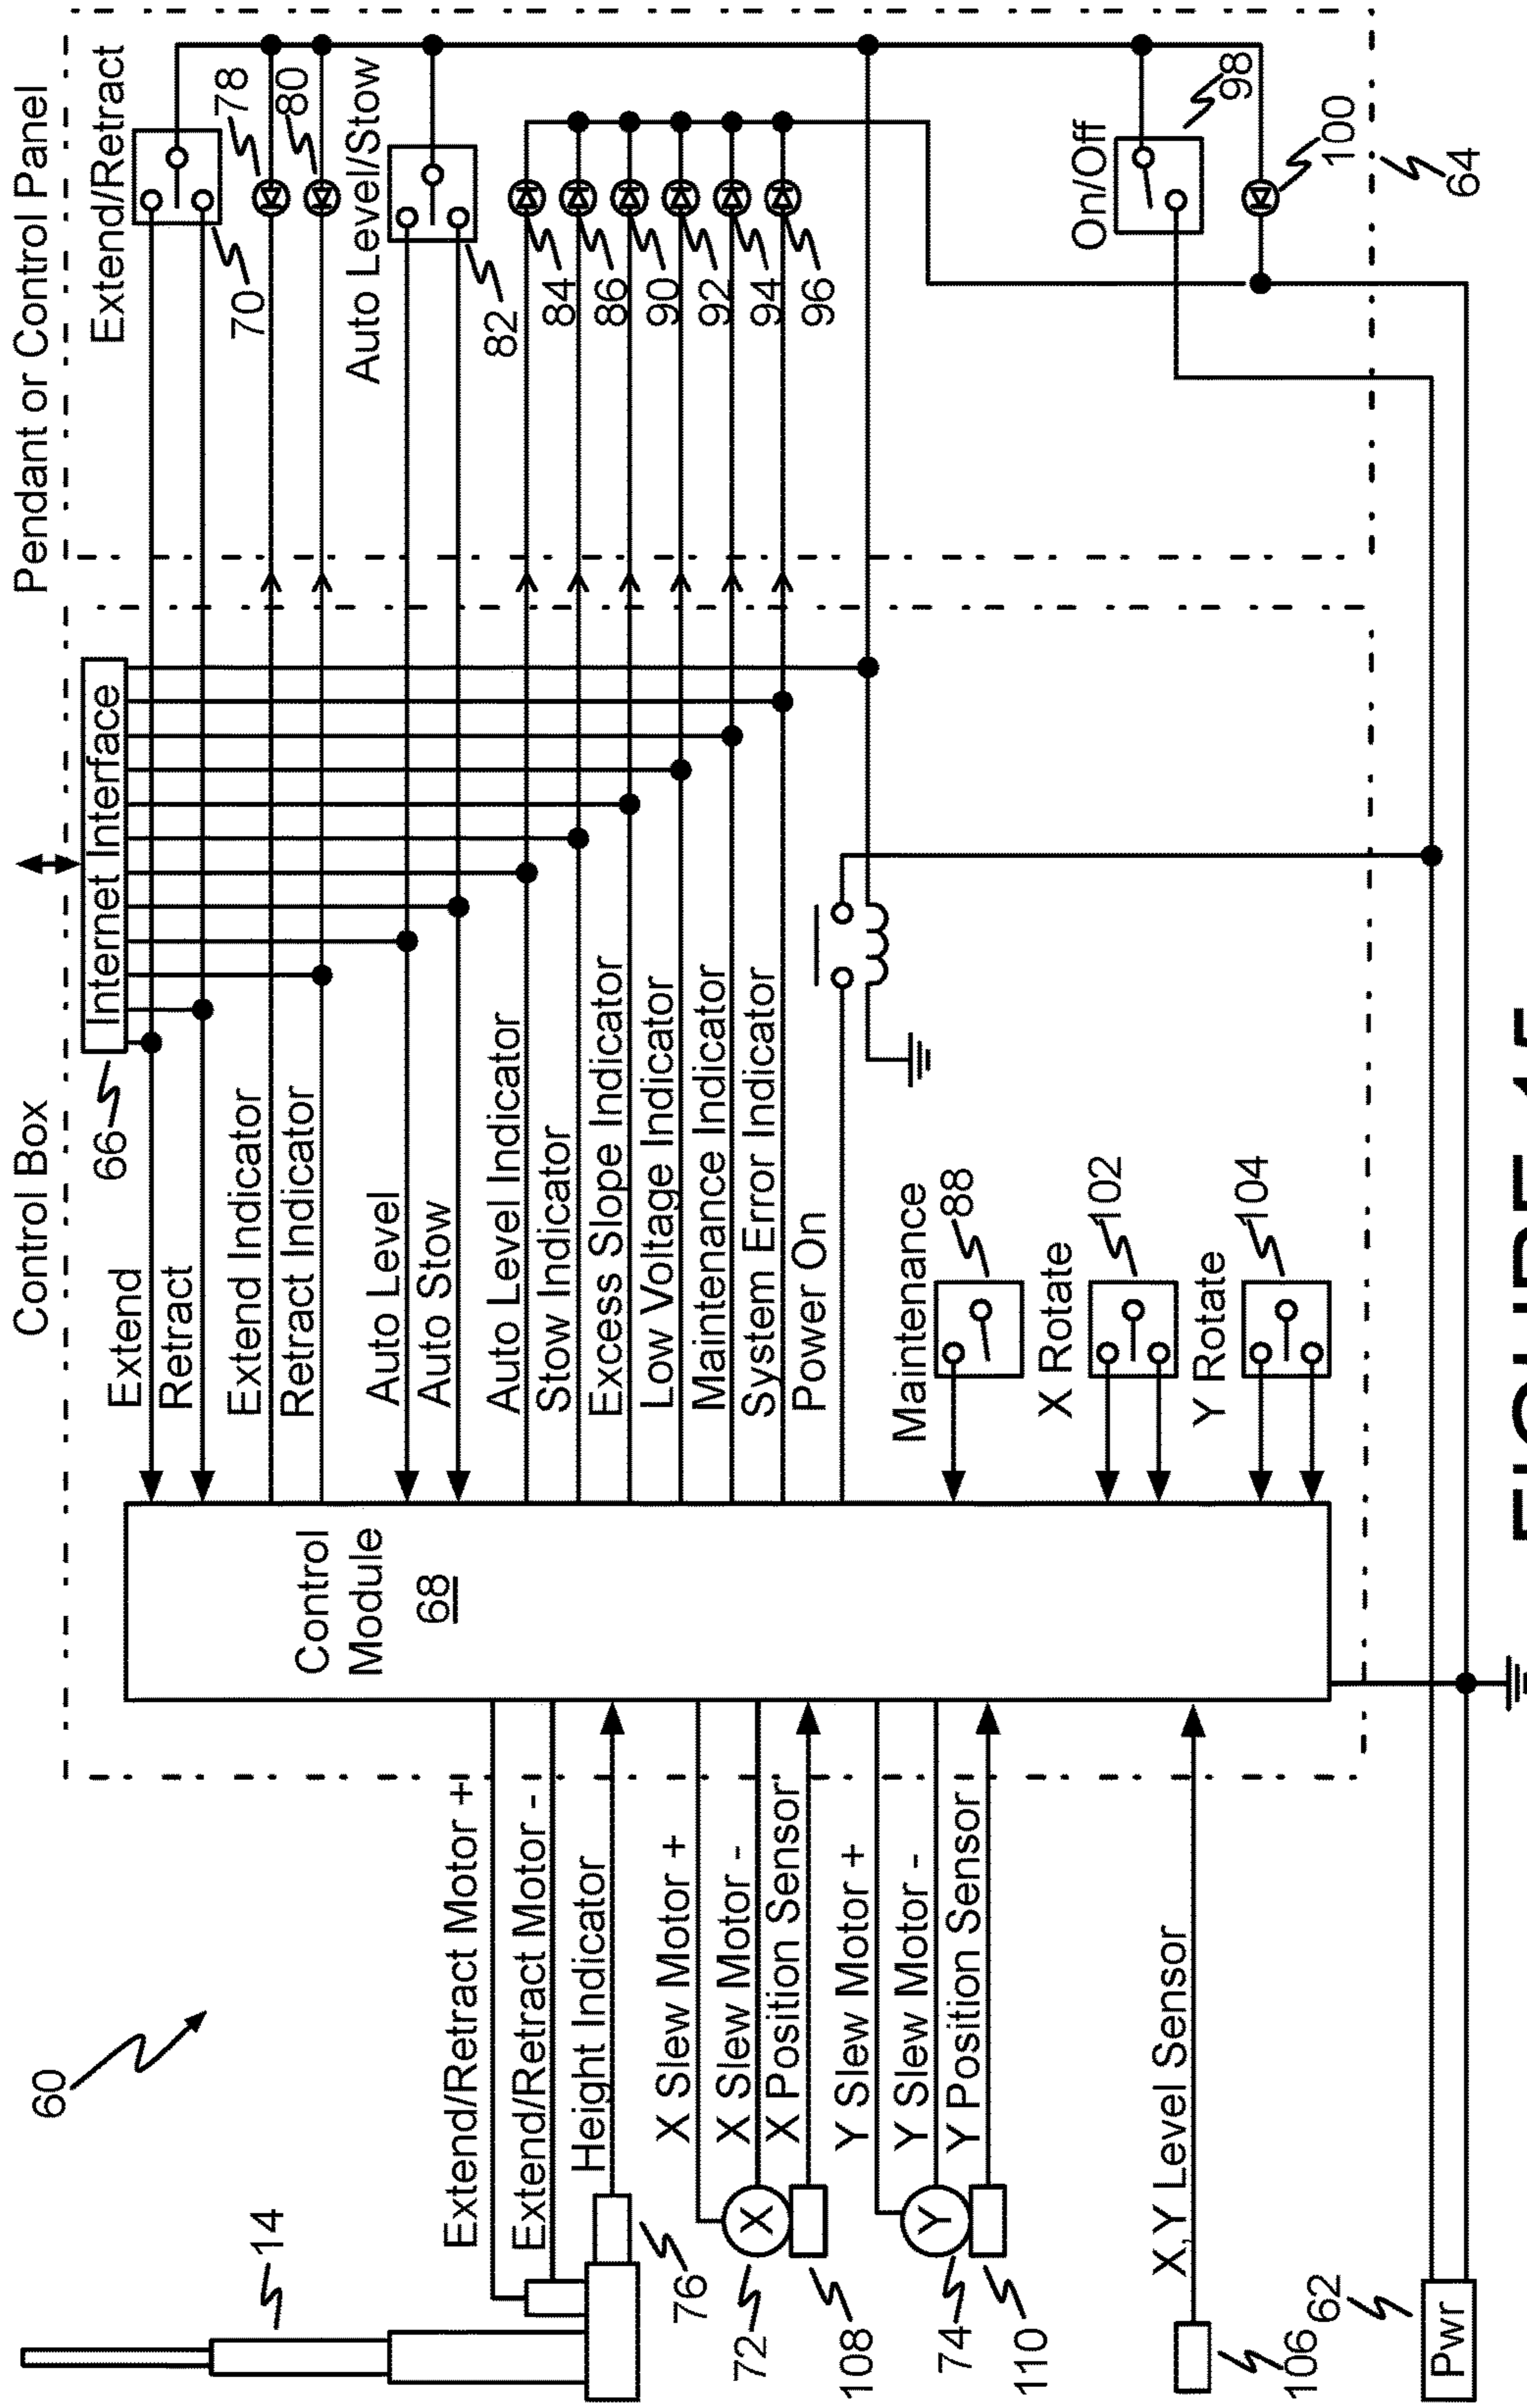 Control Box
Pendant or Control Panel
60
14
66
Internet Interface
Extend/Retract
Extend
Retract
70
78
80
Extend Indicator
Retract Indicator
Auto Level/Stow
Auto Level
Auto Stow
82
Control
Module
68
Extend/Retract Motor +
Extend/Retract Motor -
Height Indicator
76
Auto Level Indicator
Stow Indicator
Excess Slope Indicator
Low Voltage Indicator
Maintenance Indicator
System Error Indicator
Power On
84
86
90
92
94
96
X Slew Motor +
X Slew Motor -
X Position Sensor
X
72
108
Y Slew Motor +
Y Slew Motor -
Y Position Sensor
Y
74
110
Maintenance
88
X Rotate
102
Y Rotate
104
On/Off
98
100
64
X,Y Level Sensor
106
62
Pwr
FIGURE 15